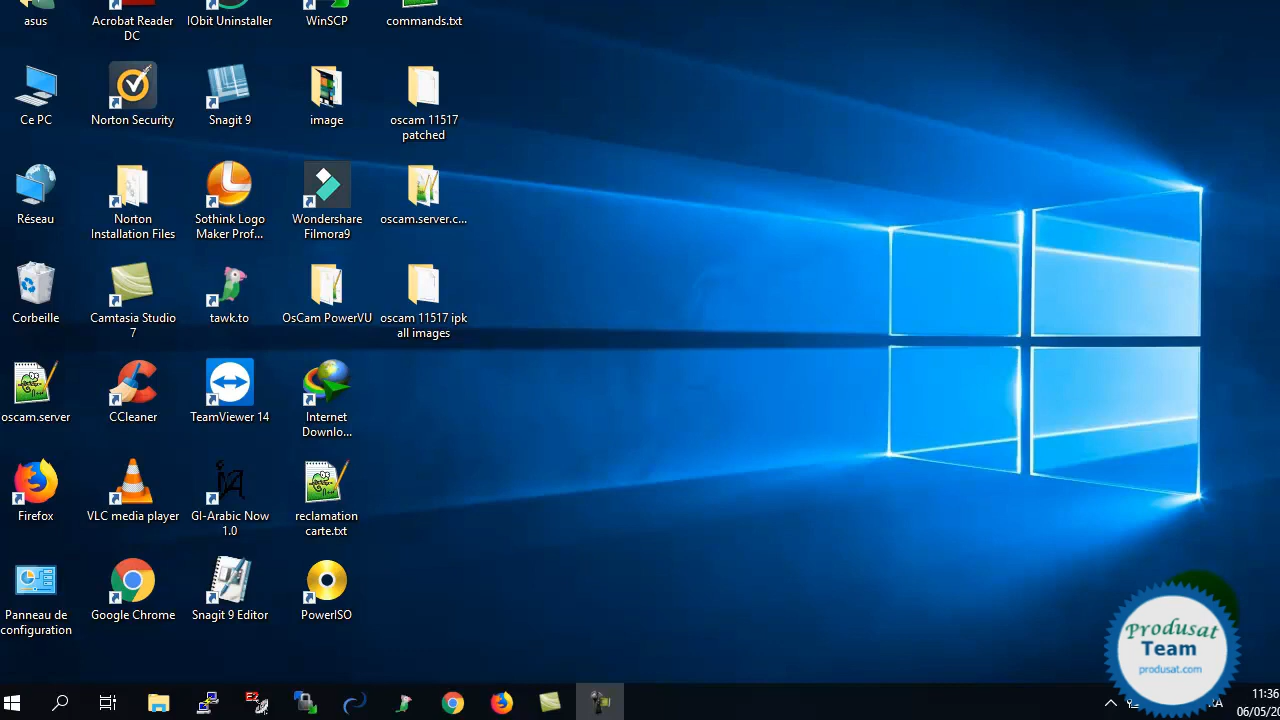 asus
Acrobat Reader
DC
IObit Uninstaller
WinSCP
commands.txt
Ce PC
Norton Security
Snagit 9
image
oscam 11517
patched
Réseau
Norton
Installation Files
Sothink Logo
Maker Prof...
Wondershare
Filmora9
oscam.server.c...
Corbeille
Camtasia Studio
7
tawk.to
OsCam PowerVU
oscam 11517 ipk
all images
oscam.server
CCleaner
TeamViewer 14
Internet
Downlo...
Firefox
VLC media player
GI-Arabic Now
1.0
reclamation
carte.txt
Panneau de
configuration
Google Chrome
Snagit 9 Editor
PowerISO
Produsat
Team
produsat.com
E2
11:36
06/05/20